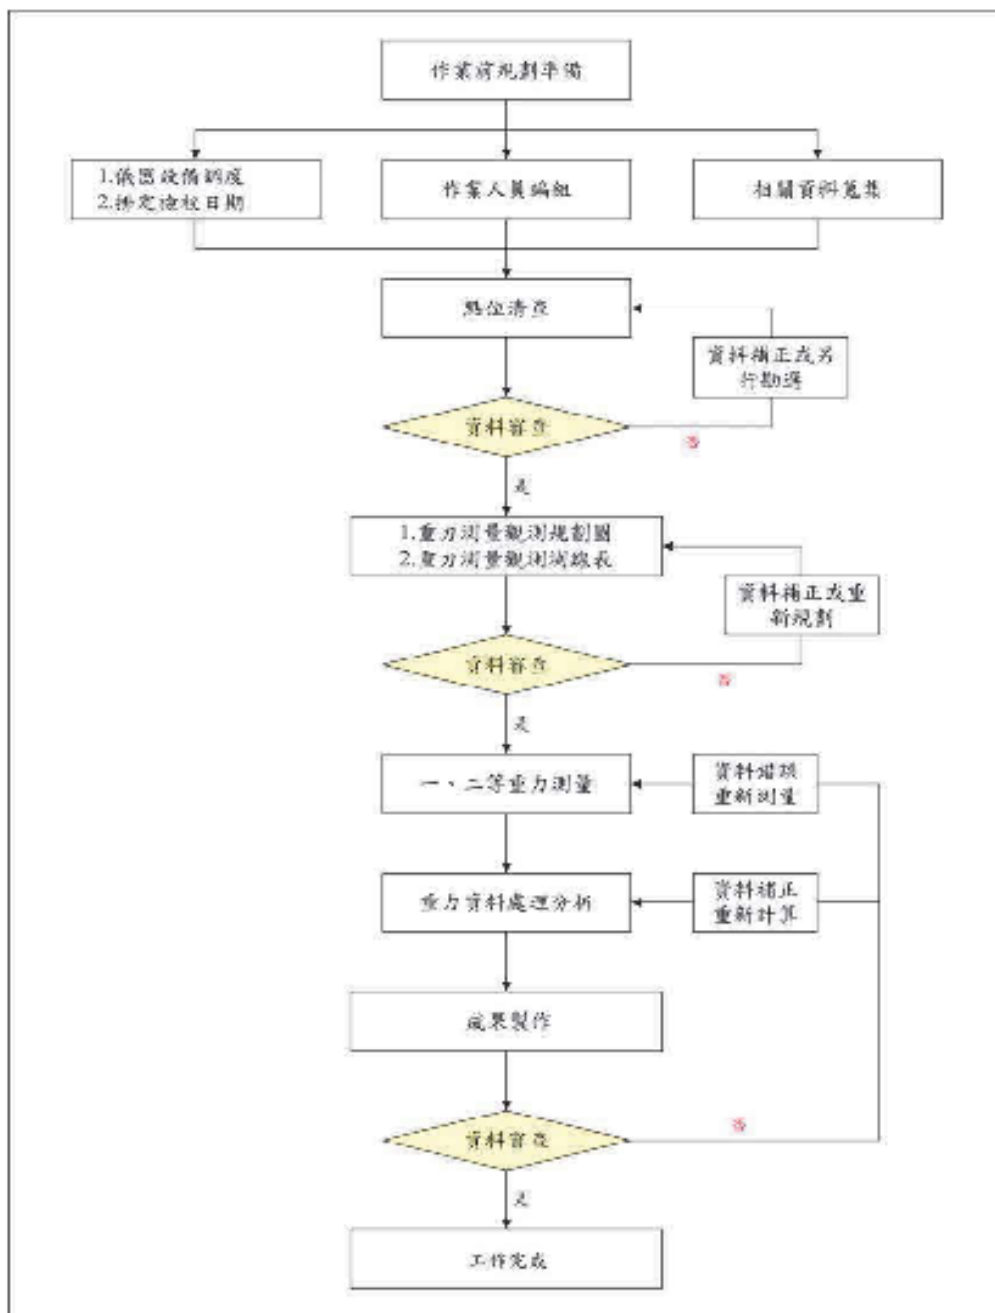 作業前規劃準備
1.儀器設備調度
2.排定檢校日期
作業人員編組
相關資料蒐集
點位清查
資料補正或另
行勘選
資料審查
否
是
1.重力測量觀測規劃圖
2.重力測量觀測測線表
資料補正或重
新規劃
資料審查
否
是
一、二等重力測量
資料錯誤
重新測量
重力資料處理分析
資料補正
重新計算
成果製作
資料審查
否
是
工作完成